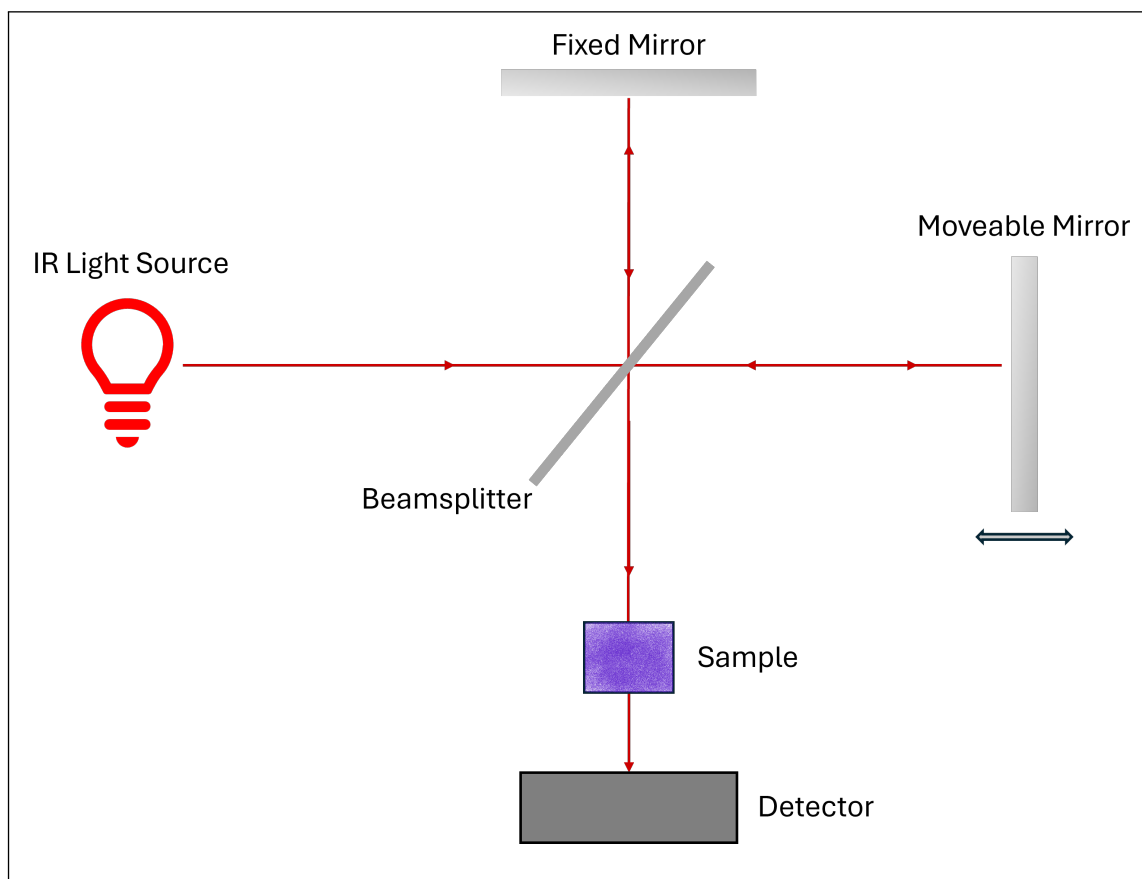 Fixed Mirror
Moveable Mirror
IR Light Source
Beamsplitter
Sample
Detector